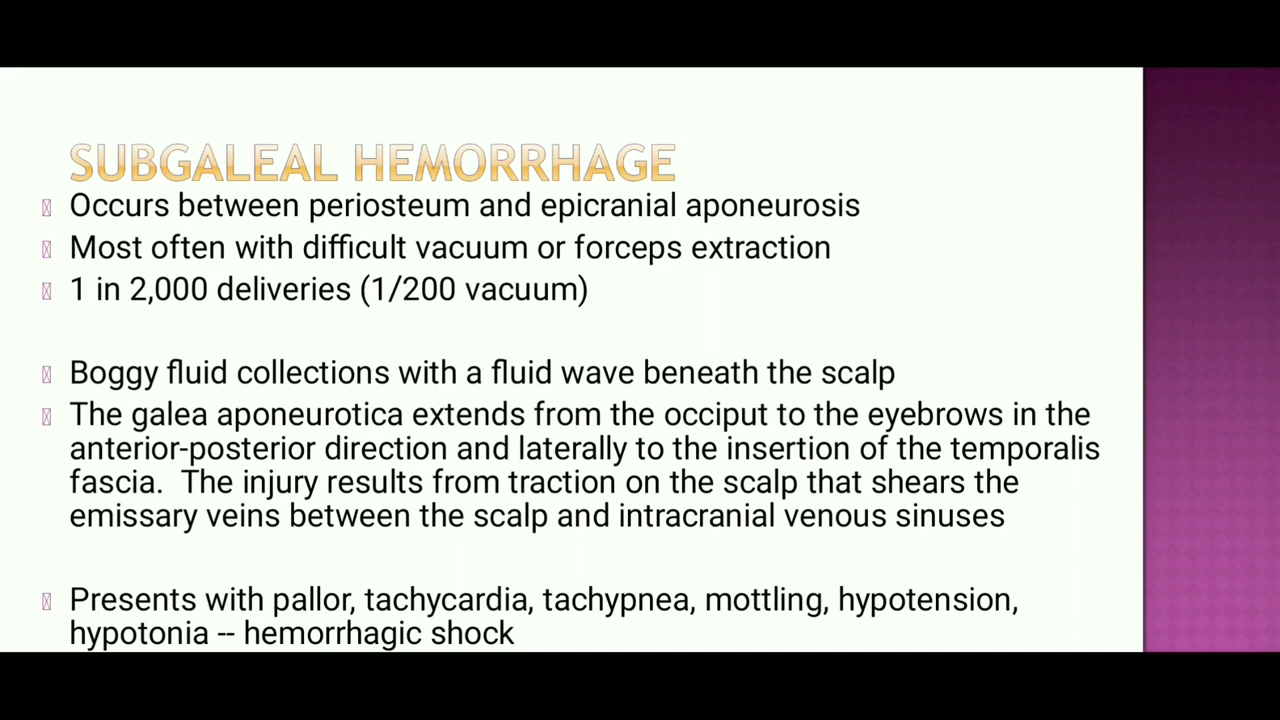 SUBGALEAL HEMORRHAGE
Occurs between periosteum and epicranial aponeurosis
Most often with difficult vacuum or forceps extraction
1 in 2,000 deliveries (1/200 vacuum)
Boggy fluid collections with a fluid wave beneath the scalp
The galea aponeurotica extends from the occiput to the eyebrows in the
anterior-posterior direction and laterally to the insertion of the temporalis
fascia.  The injury results from traction on the scalp that shears the
emissary veins between the scalp and intracranial venous sinuses
Presents with pallor, tachycardia, tachypnea, mottling, hypotension,
hypotonia -- hemorrhagic shock